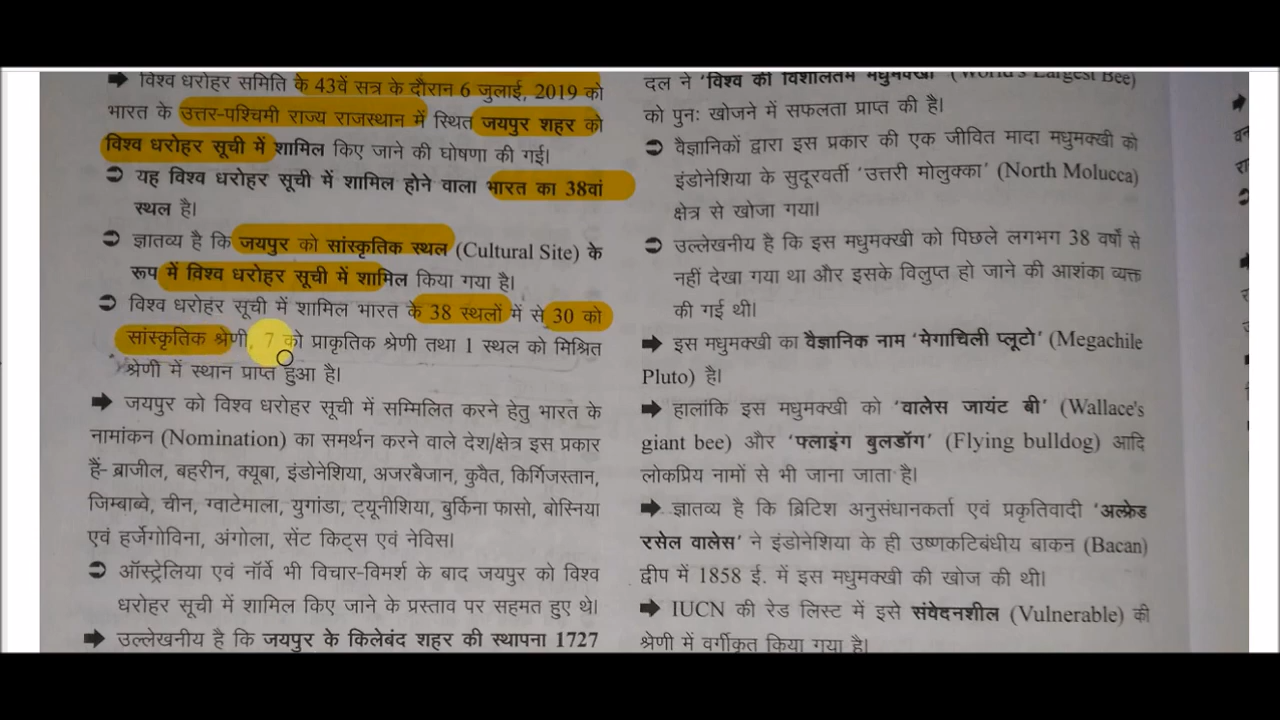 ➡ विश्व धरोहर समिति के 43वें सत्र के दौरान 6 जुलाई, 2019 को
भारत के उत्तर-पश्चिमी राज्य राजस्थान में स्थित जयपुर शहर को
विश्व धरोहर सूची में शामिल किए जाने की घोषणा की गई।
➲ यह विश्व धरोहर सूची में शामिल होने वाला भारत का 38वां
स्थल है।
➲ ज्ञातव्य है कि जयपुर को सांस्कृतिक स्थल (Cultural Site) के
रूप में विश्व धरोहर सूची में शामिल किया गया है।
➲ विश्व धरोहर सूची में शामिल भारत के 38 स्थलों में से 30 को
सांस्कृतिक श्रेणी, 7 को प्राकृतिक श्रेणी तथा 1 स्थल को मिश्रित
श्रेणी में स्थान प्राप्त हुआ है।
➡ जयपुर को विश्व धरोहर सूची में सम्मिलित करने हेतु भारत के
नामांकन (Nomination) का समर्थन करने वाले देश/क्षेत्र इस प्रकार
हैं- ब्राजील, बहरीन, क्यूबा, इंडोनेशिया, अजरबैजान, कुवैत, किर्गिजस्तान,
जिम्बाब्वे, चीन, ग्वाटेमाला, युगांडा, ट्यूनीशिया, बुर्किना फासो, बोस्निया
एवं हर्जेगोविना, अंगोला, सेंट किट्स एवं नेविस।
➲ ऑस्ट्रेलिया एवं नॉर्वे भी विचार-विमर्श के बाद जयपुर को विश्व
धरोहर सूची में शामिल किए जाने के प्रस्ताव पर सहमत हुए थे।
➡ उल्लेखनीय है कि जयपुर के किलेबंद शहर की स्थापना 1727
दल ने 'विश्व की विशालतम मधुमक्खी' (World's Largest Bee)
को पुनः खोजने में सफलता प्राप्त की है।
➲ वैज्ञानिकों द्वारा इस प्रकार की एक जीवित मादा मधुमक्खी को
इंडोनेशिया के सुदूरवर्ती 'उत्तरी मोलुक्का' (North Molucca)
क्षेत्र से खोजा गया।
➲ उल्लेखनीय है कि इस मधुमक्खी को पिछले लगभग 38 वर्षों से
नहीं देखा गया था और इसके विलुप्त हो जाने की आशंका व्यक्त
की गई थी।
➡ इस मधुमक्खी का वैज्ञानिक नाम 'मेगाचिली प्लूटो' (Megachile
Pluto) है।
➡ हालांकि इस मधुमक्खी को 'वालेस जायंट बी' (Wallace's
giant bee) और 'फ्लाइंग बुलडॉग' (Flying bulldog) आदि
लोकप्रिय नामों से भी जाना जाता है।
➡ ज्ञातव्य है कि ब्रिटिश अनुसंधानकर्ता एवं प्रकृतिवादी 'अल्फ्रेड
रसेल वालेस' ने इंडोनेशिया के ही उष्णकटिबंधीय बाकन (Bacan)
द्वीप में 1858 ई. में इस मधुमक्खी की खोज की थी।
➡ IUCN की रेड लिस्ट में इसे संवेदनशील (Vulnerable) की
श्रेणी में वर्गीकृत किया गया है।